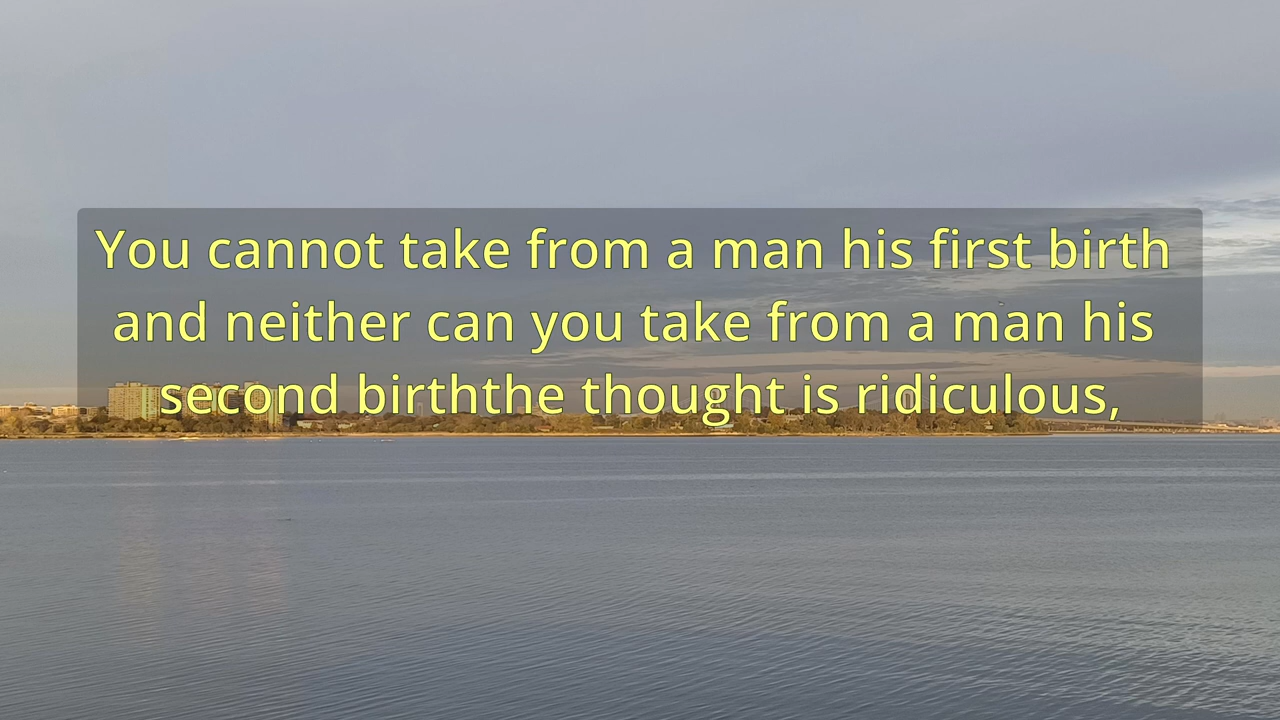 You cannot take from a man his first birth
and neither can you take from a man his
second birththe thought is ridiculous,